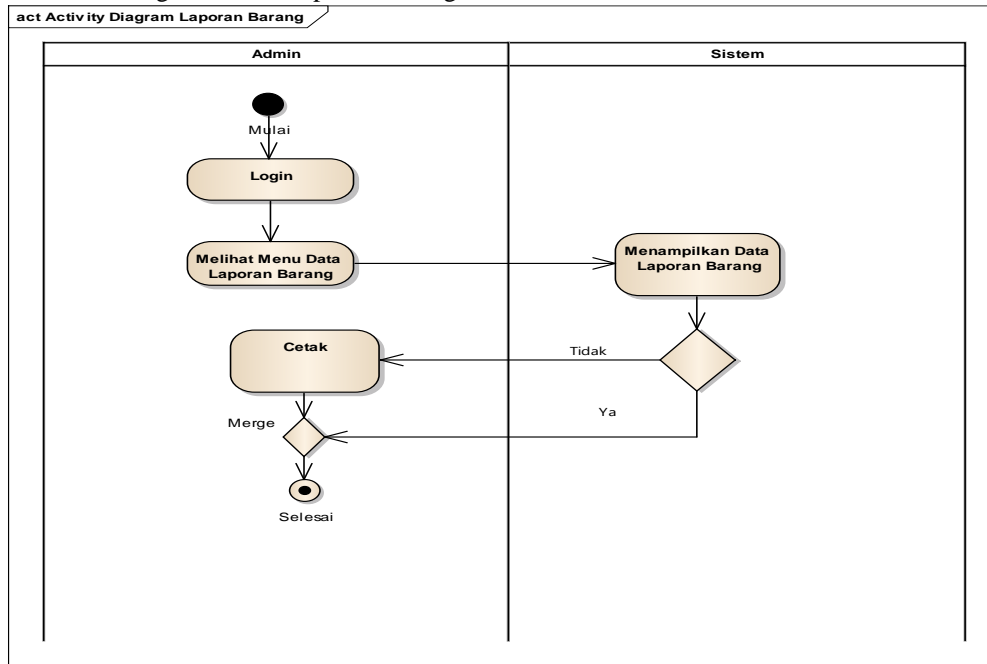 act Activity Diagram Laporan Barang
Admin
Sistem
Mulai
Login
Melihat Menu Data
Laporan Barang
Menampilkan Data
Laporan Barang
Cetak
Tidak
Merge
Ya
Selesai